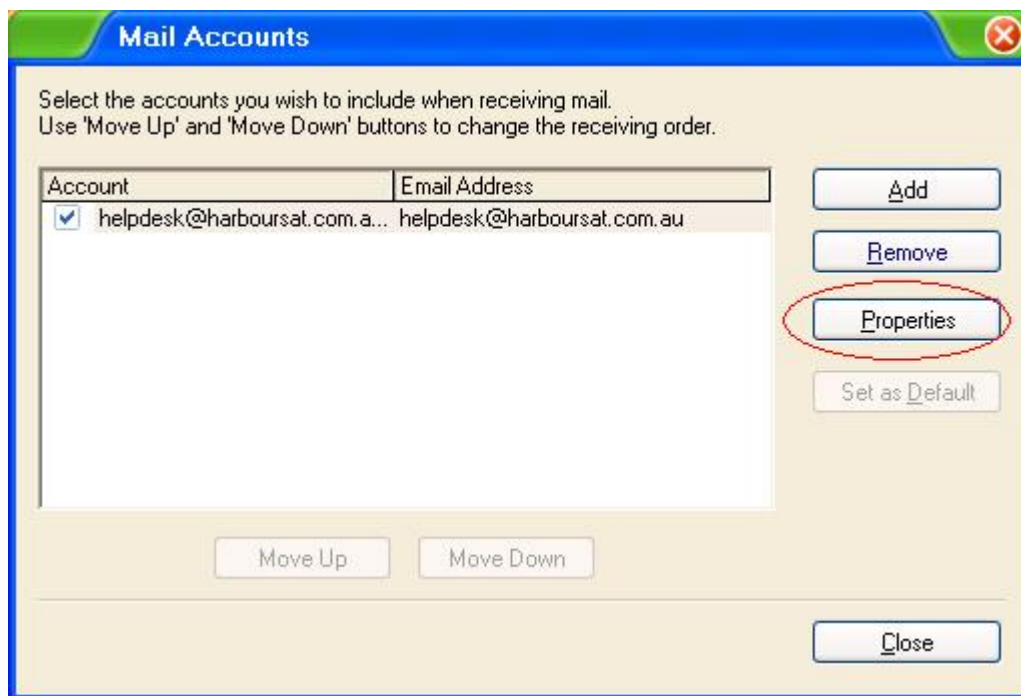 Mail Accounts
Select the accounts you wish to include when receiving mail.
Use 'Move Up' and 'Move Down' buttons to change the receiving order.
Account Email Address
helpdesk@harboursat.com.a... helpdesk@harboursat.com.au
Add
Remove
Properties
Set as Default
Move Up Move Down
Close